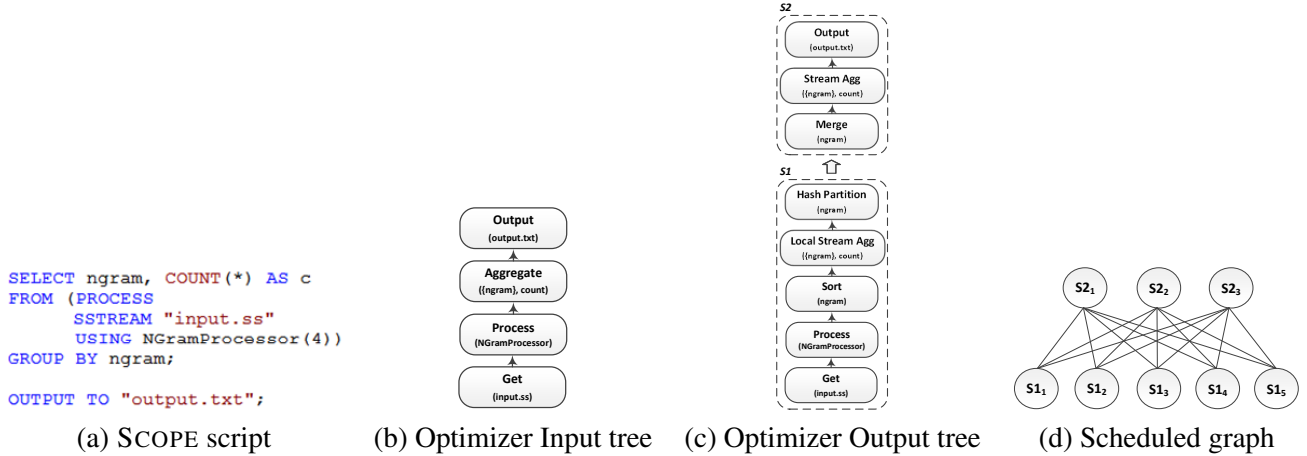 SELECT ngram, COUNT(*) AS c
FROM (PROCESS
SSTREAM "input.ss"
USING NGramProcessor(4))
GROUP BY ngram;
OUTPUT TO "output.txt";
(a) SCOPE script
Output
(output.txt)
Aggregate
({ngram}, count)
Process
(NGramProcessor)
Get
(input.ss)
(b) Optimizer Input tree
S2
Output
(output.txt)
Stream Agg
({ngram}, count)
Merge
(ngram)
S1
Hash Partition
(ngram)
Local Stream Agg
({ngram}, count)
Sort
(ngram)
Process
(NGramProcessor)
Get
(input.ss)
(c) Optimizer Output tree
S2₁ S2₂ S2₃
S1₁ S1₂ S1₃ S1₄ S1₅
(d) Scheduled graph